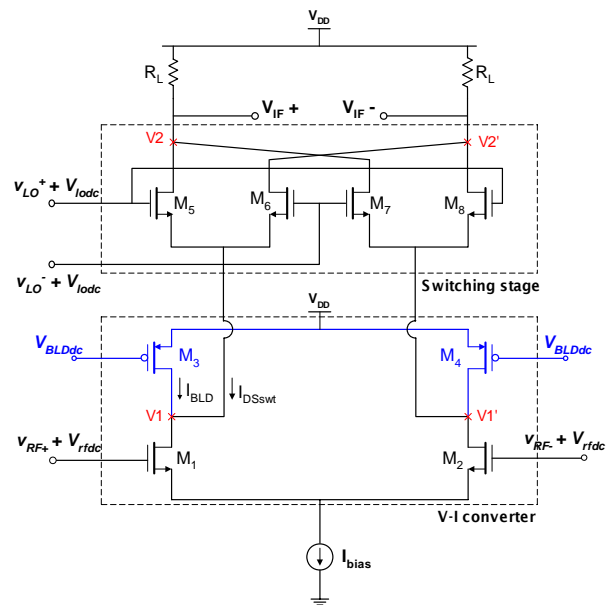 V_DD
R_L
R_L
V_IF +
V_IF -
V2
V2'
v_LO^+ + V_lodc
M_5
M_6
M_7
M_8
v_LO^- + V_lodc
Switching stage
V_DD
V_BLDdc
M_3
M_4
V_BLDdc
I_BLD
I_DSswt
V1
V1'
v_RF+ + V_rfdc
M_1
M_2
v_RF- + V_rfdc
V-I converter
I_bias